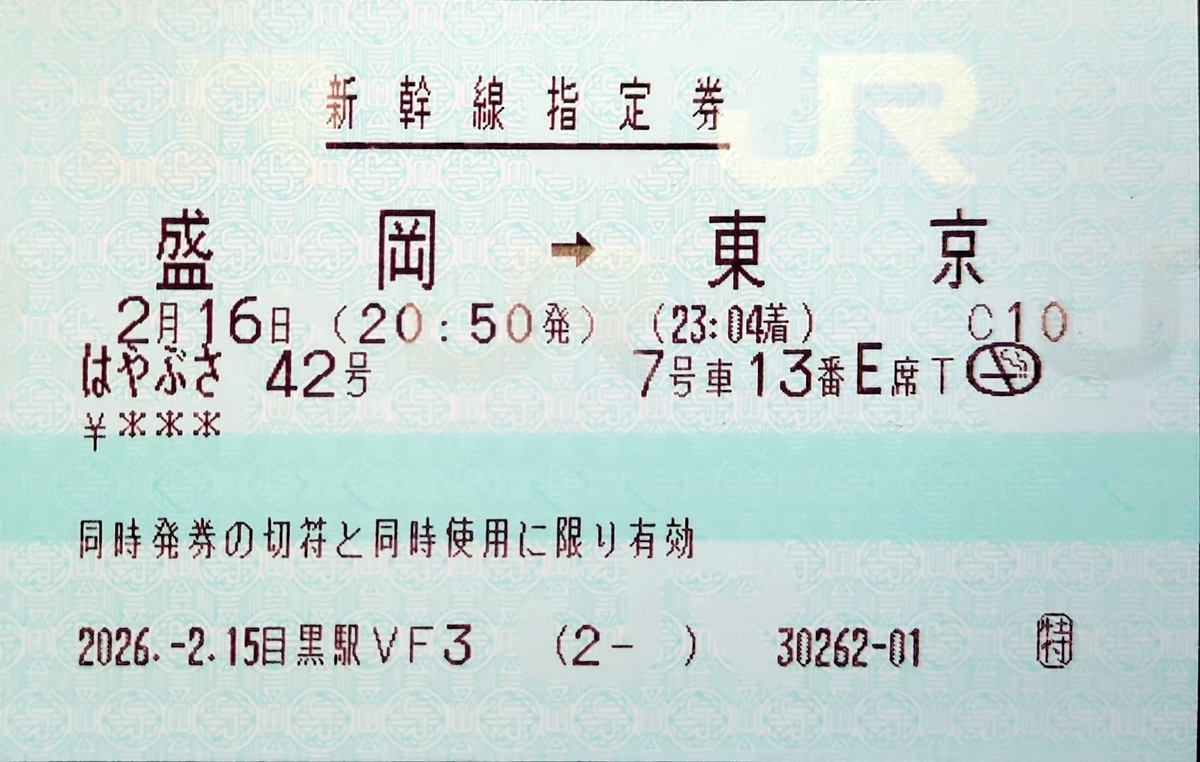 JR
新幹線指定券
盛岡 → 東京
2月16日 (20:50発) (23:04着) C10
はやぶさ 42号 7号車13番E席T
¥***
同時発券の切符と同時使用に限り有効
2026.-2.15目黒駅VF3 (2- ) 30262-01 特